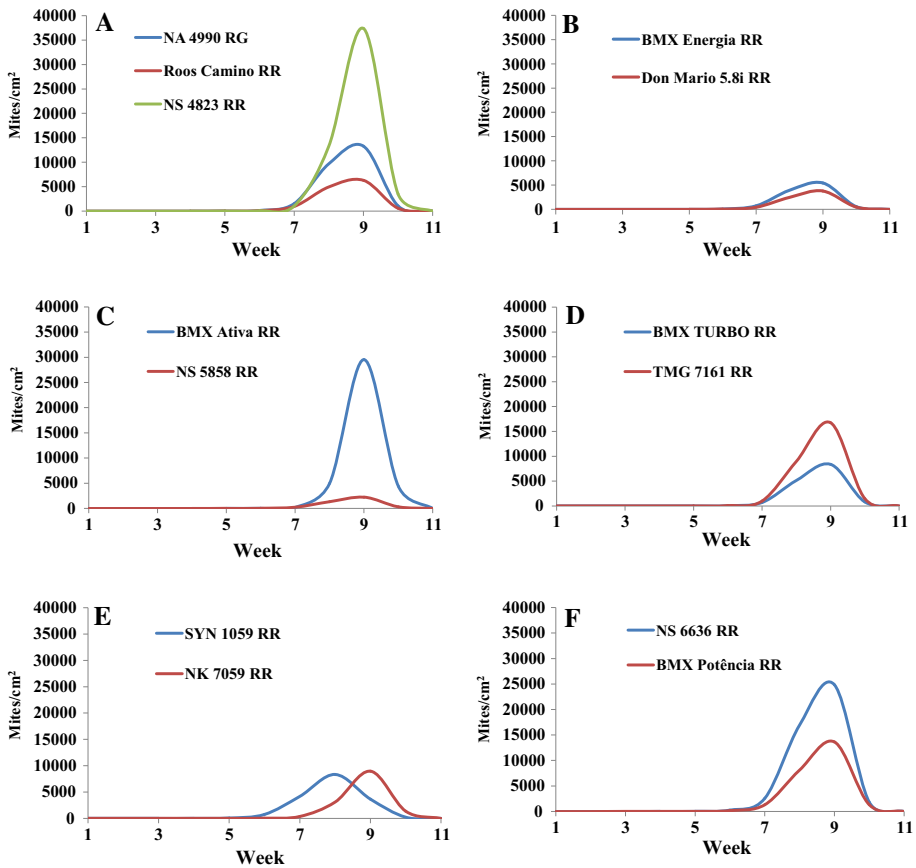 A
NA 4990 RG
Roos Camino RR
NS 4823 RR
Mites/cm²
40000
35000
30000
25000
20000
15000
10000
5000
0
1 3 5 7 9 11
Week
B
BMX Energia RR
Don Mario 5.8i RR
Mites/cm²
40000
35000
30000
25000
20000
15000
10000
5000
0
1 3 5 7 9 11
Week
C
BMX Ativa RR
NS 5858 RR
Mites/cm²
40000
35000
30000
25000
20000
15000
10000
5000
0
1 3 5 7 9 11
Week
D
BMX TURBO RR
TMG 7161 RR
Mites/cm²
40000
35000
30000
25000
20000
15000
10000
5000
0
1 3 5 7 9 11
Week
E
SYN 1059 RR
NK 7059 RR
Mites/cm²
40000
35000
30000
25000
20000
15000
10000
5000
0
1 3 5 7 9 11
Week
F
NS 6636 RR
BMX Potência RR
Mites/cm²
40000
35000
30000
25000
20000
15000
10000
5000
0
1 3 5 7 9 11
Week